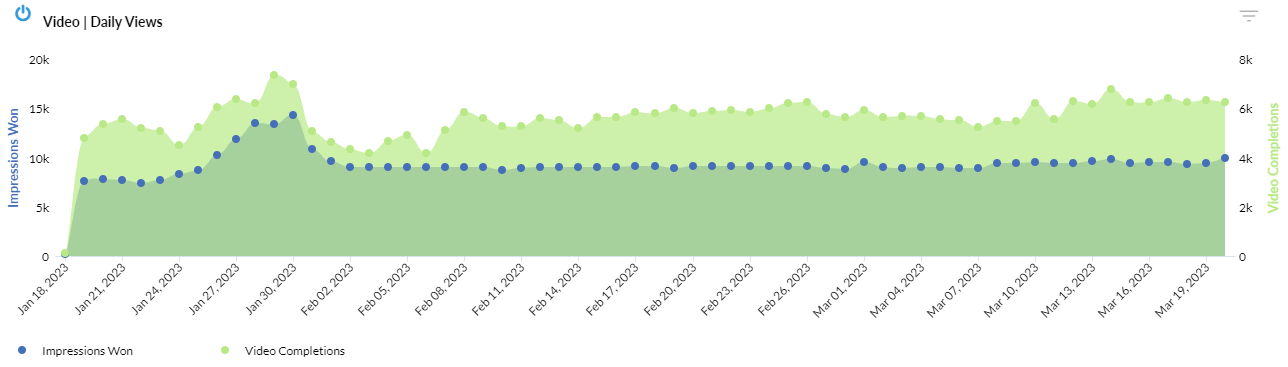 Video | Daily Views
20k
15k
10k
5k
0
Impressions Won
8k
6k
4k
2k
0
Video Completions
Jan 18, 2023
Jan 21, 2023
Jan 24, 2023
Jan 27, 2023
Jan 30, 2023
Feb 02, 2023
Feb 05, 2023
Feb 08, 2023
Feb 11, 2023
Feb 14, 2023
Feb 17, 2023
Feb 20, 2023
Feb 23, 2023
Feb 26, 2023
Mar 01, 2023
Mar 04, 2023
Mar 07, 2023
Mar 10, 2023
Mar 13, 2023
Mar 16, 2023
Mar 19, 2023
Impressions Won
Video Completions